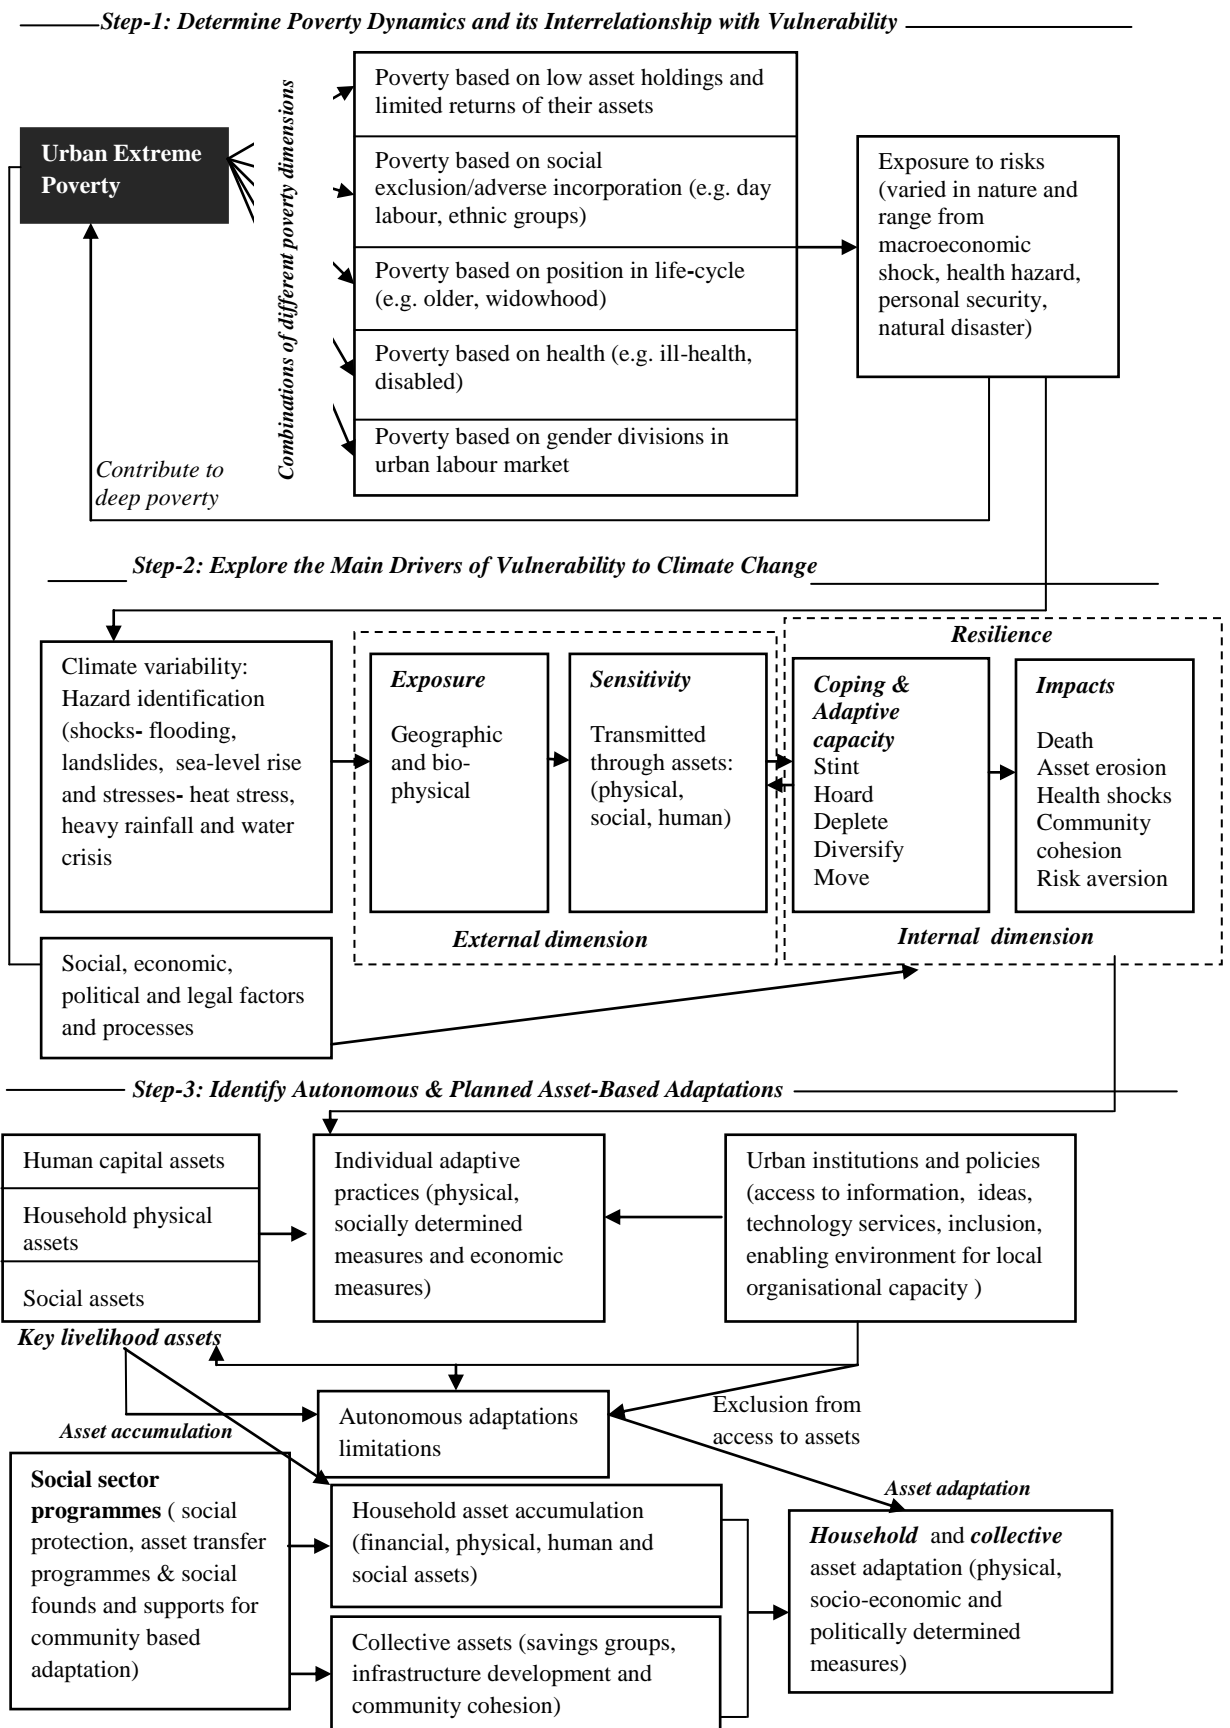 Step-1: Determine Poverty Dynamics and its Interrelationship with Vulnerability
Urban Extreme
Poverty
Combinations of different poverty dimensions
Poverty based on low asset holdings and
limited returns of their assets
Poverty based on social
exclusion/adverse incorporation (e.g. day
labour, ethnic groups)
Poverty based on position in life-cycle
(e.g. older, widowhood)
Poverty based on health (e.g. ill-health,
disabled)
Poverty based on gender divisions in
urban labour market
Exposure to risks
(varied in nature and
range from
macroeconomic
shock, health hazard,
personal security,
natural disaster)
Contribute to
deep poverty
Step-2: Explore the Main Drivers of Vulnerability to Climate Change
Climate variability:
Hazard identification
(shocks- flooding,
landslides, sea-level rise
and stresses- heat stress,
heavy rainfall and water
crisis
Exposure
Geographic
and bio-
physical
Sensitivity
Transmitted
through assets:
(physical,
social, human)
External dimension
Resilience
Coping &
Adaptive
capacity
Stint
Hoard
Deplete
Diversify
Move
Impacts
Death
Asset erosion
Health shocks
Community
cohesion
Risk aversion
Internal dimension
Social, economic,
political and legal factors
and processes
Step-3: Identify Autonomous & Planned Asset-Based Adaptations
Human capital assets
Household physical
assets
Social assets
Key livelihood assets
Individual adaptive
practices (physical,
socially determined
measures and economic
measures)
Urban institutions and policies
(access to information, ideas,
technology services, inclusion,
enabling environment for local
organisational capacity )
Autonomous adaptations
limitations
Exclusion from
access to assets
Asset accumulation
Social sector
programmes ( social
protection, asset transfer
programmes & social
founds and supports for
community based
adaptation)
Household asset accumulation
(financial, physical, human and
social assets)
Collective assets (savings groups,
infrastructure development and
community cohesion)
Asset adaptation
Household and collective
asset adaptation (physical,
socio-economic and
politically determined
measures)